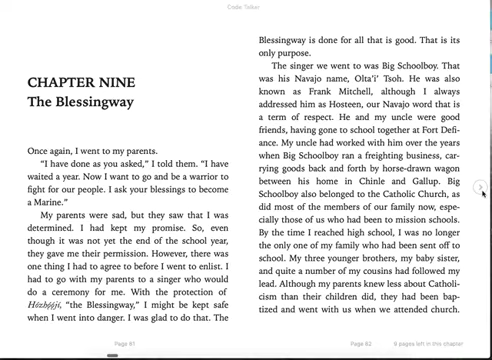 Code Talker
CHAPTER NINE
The Blessingway
Once again, I went to my parents.
“I have done as you asked,” I told them. “I have
waited a year. Now I want to go and be a warrior to
fight for our people. I ask your blessings to become
a Marine.”
My parents were sad, but they saw that I was
determined. I had kept my promise. So, even
though it was not yet the end of the school year,
they gave me their permission. However, there was
one thing I had to agree to before I went to enlist. I
had to go with my parents to a singer who would
do a ceremony for me. With the protection of
Hózhǫ́ǫ́jí, “the Blessingway,” I might be kept safe
when I went into danger. I was glad to do that. The
Page 81
Blessingway is done for all that is good. That is its
only purpose.
The singer we went to was Big Schoolboy. That
was his Navajo name, Olta’i’ Tsoh. He was also
known as Frank Mitchell, although I always
addressed him as Hosteen, our Navajo word that is
a term of respect. He and my uncle were good
friends, having gone to school together at Fort Defi-
ance. My uncle had worked with him over the years
when Big Schoolboy ran a freighting business, car-
rying goods back and forth by horse-drawn wagon
between his home in Chinle and Gallup. Big
Schoolboy also belonged to the Catholic Church, as
did most of the members of our family now, espe-
cially those of us who had been to mission schools.
By the time I reached high school, I was no longer
the only one of my family who had been sent off to
school. My three younger brothers, my baby sister,
and quite a number of my cousins had followed my
lead. Although my parents knew less about Catholi-
cism than their children did, they had been bap-
tized and went with us when we attended church.
Page 82
9 pages left in this chapter